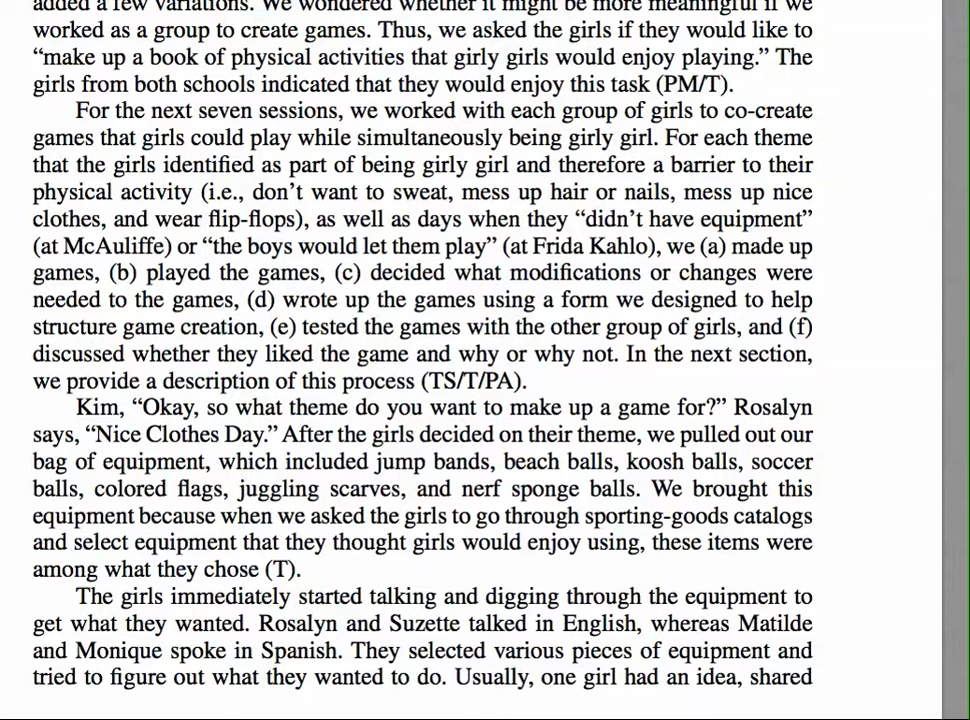 added a few variations. We wondered whether it might be more meaningful if we
worked as a group to create games. Thus, we asked the girls if they would like to
“make up a book of physical activities that girly girls would enjoy playing.” The
girls from both schools indicated that they would enjoy this task (PM/T).
For the next seven sessions, we worked with each group of girls to co-create
games that girls could play while simultaneously being girly girl. For each theme
that the girls identified as part of being girly girl and therefore a barrier to their
physical activity (i.e., don’t want to sweat, mess up hair or nails, mess up nice
clothes, and wear flip-flops), as well as days when they “didn’t have equipment”
(at McAuliffe) or “the boys would let them play” (at Frida Kahlo), we (a) made up
games, (b) played the games, (c) decided what modifications or changes were
needed to the games, (d) wrote up the games using a form we designed to help
structure game creation, (e) tested the games with the other group of girls, and (f)
discussed whether they liked the game and why or why not. In the next section,
we provide a description of this process (TS/T/PA).
Kim, “Okay, so what theme do you want to make up a game for?” Rosalyn
says, “Nice Clothes Day.” After the girls decided on their theme, we pulled out our
bag of equipment, which included jump bands, beach balls, koosh balls, soccer
balls, colored flags, juggling scarves, and nerf sponge balls. We brought this
equipment because when we asked the girls to go through sporting-goods catalogs
and select equipment that they thought girls would enjoy using, these items were
among what they chose (T).
The girls immediately started talking and digging through the equipment to
get what they wanted. Rosalyn and Suzette talked in English, whereas Matilde
and Monique spoke in Spanish. They selected various pieces of equipment and
tried to figure out what they wanted to do. Usually, one girl had an idea, shared